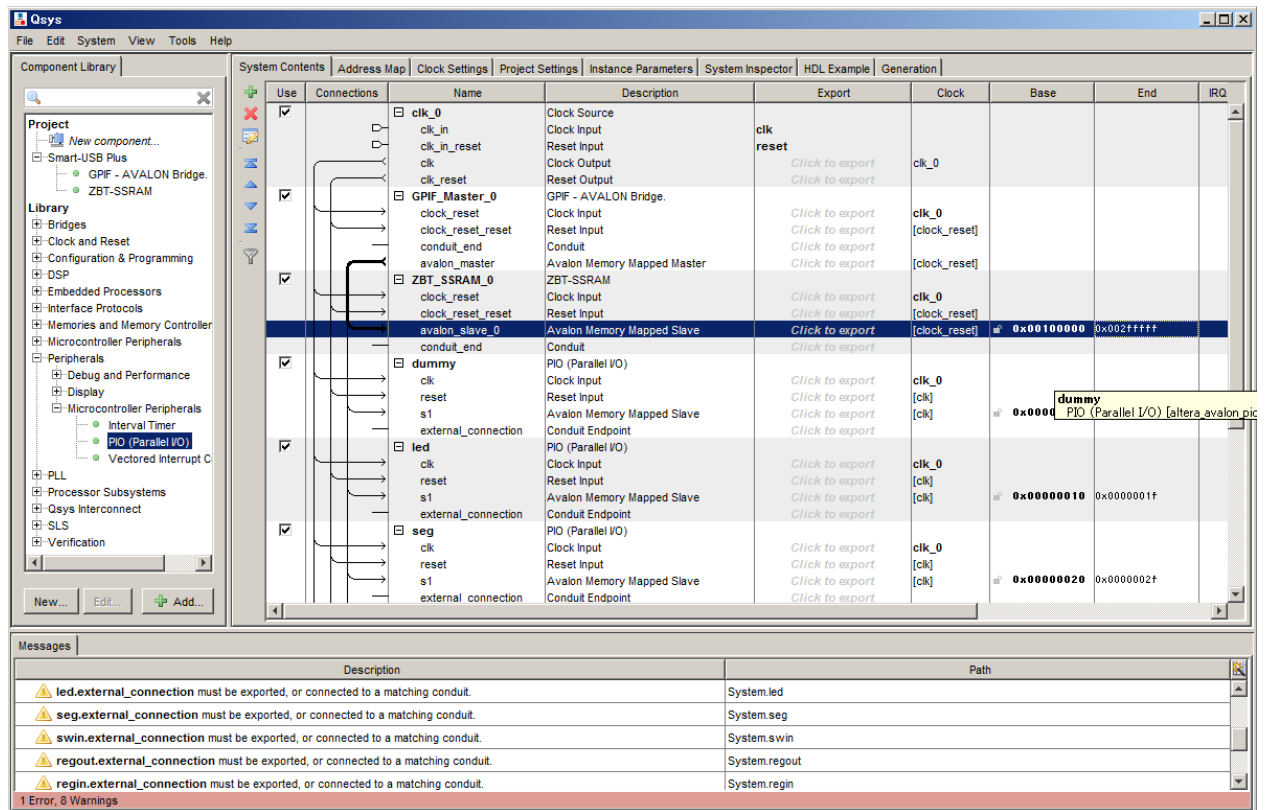 Qsys
File Edit System View Tools Help
Component Library
System Contents Address Map Clock Settings Project Settings Instance Parameters System Inspector HDL Example Generation
Use Connections Name Description Export Clock Base End IRQ
Project
New component...
Smart-USB Plus
GPIF - AVALON Bridge.
ZBT-SSRAM
Library
Bridges
Clock and Reset
Configuration & Programming
DSP
Embedded Processors
Interface Protocols
Memories and Memory Controller
Microcontroller Peripherals
Peripherals
Debug and Performance
Display
Microcontroller Peripherals
Interval Timer
PIO (Parallel I/O)
Vectored Interrupt C
PLL
Processor Subsystems
Qsys Interconnect
SLS
Verification
New... Edit... Add...
clk_0 Clock Source
clk_in Clock Input clk
clk_in_reset Reset Input reset
clk Clock Output Click to export clk_0
clk_reset Reset Output Click to export
GPIF_Master_0 GPIF - AVALON Bridge.
clock_reset Clock Input Click to export clk_0
clock_reset_reset Reset Input Click to export [clock_reset]
conduit_end Conduit Click to export
avalon_master Avalon Memory Mapped Master Click to export [clock_reset]
ZBT_SSRAM_0 ZBT-SSRAM
clock_reset Clock Input Click to export clk_0
clock_reset_reset Reset Input Click to export [clock_reset]
avalon_slave_0 Avalon Memory Mapped Slave Click to export [clock_reset] 0x00100000 0x002fffff
conduit_end Conduit Click to export
dummy PIO (Parallel I/O)
clk Clock Input Click to export clk_0
reset Reset Input Click to export [clk]
s1 Avalon Memory Mapped Slave Click to export [clk] 0x0000
external_connection Conduit Endpoint Click to export
dummy
PIO (Parallel I/O) [altera_avalon_pio
led PIO (Parallel I/O)
clk Clock Input Click to export clk_0
reset Reset Input Click to export [clk]
s1 Avalon Memory Mapped Slave Click to export [clk] 0x00000010 0x0000001f
external_connection Conduit Endpoint Click to export
seg PIO (Parallel I/O)
clk Clock Input Click to export clk_0
reset Reset Input Click to export [clk]
s1 Avalon Memory Mapped Slave Click to export [clk] 0x00000020 0x0000002f
external_connection Conduit Endpoint Click to export
Messages
Description Path
led.external_connection must be exported, or connected to a matching conduit. System.led
seg.external_connection must be exported, or connected to a matching conduit. System.seg
swin.external_connection must be exported, or connected to a matching conduit. System.swin
regout.external_connection must be exported, or connected to a matching conduit. System.regout
regin.external_connection must be exported, or connected to a matching conduit. System.regin
1 Error, 8 Warnings